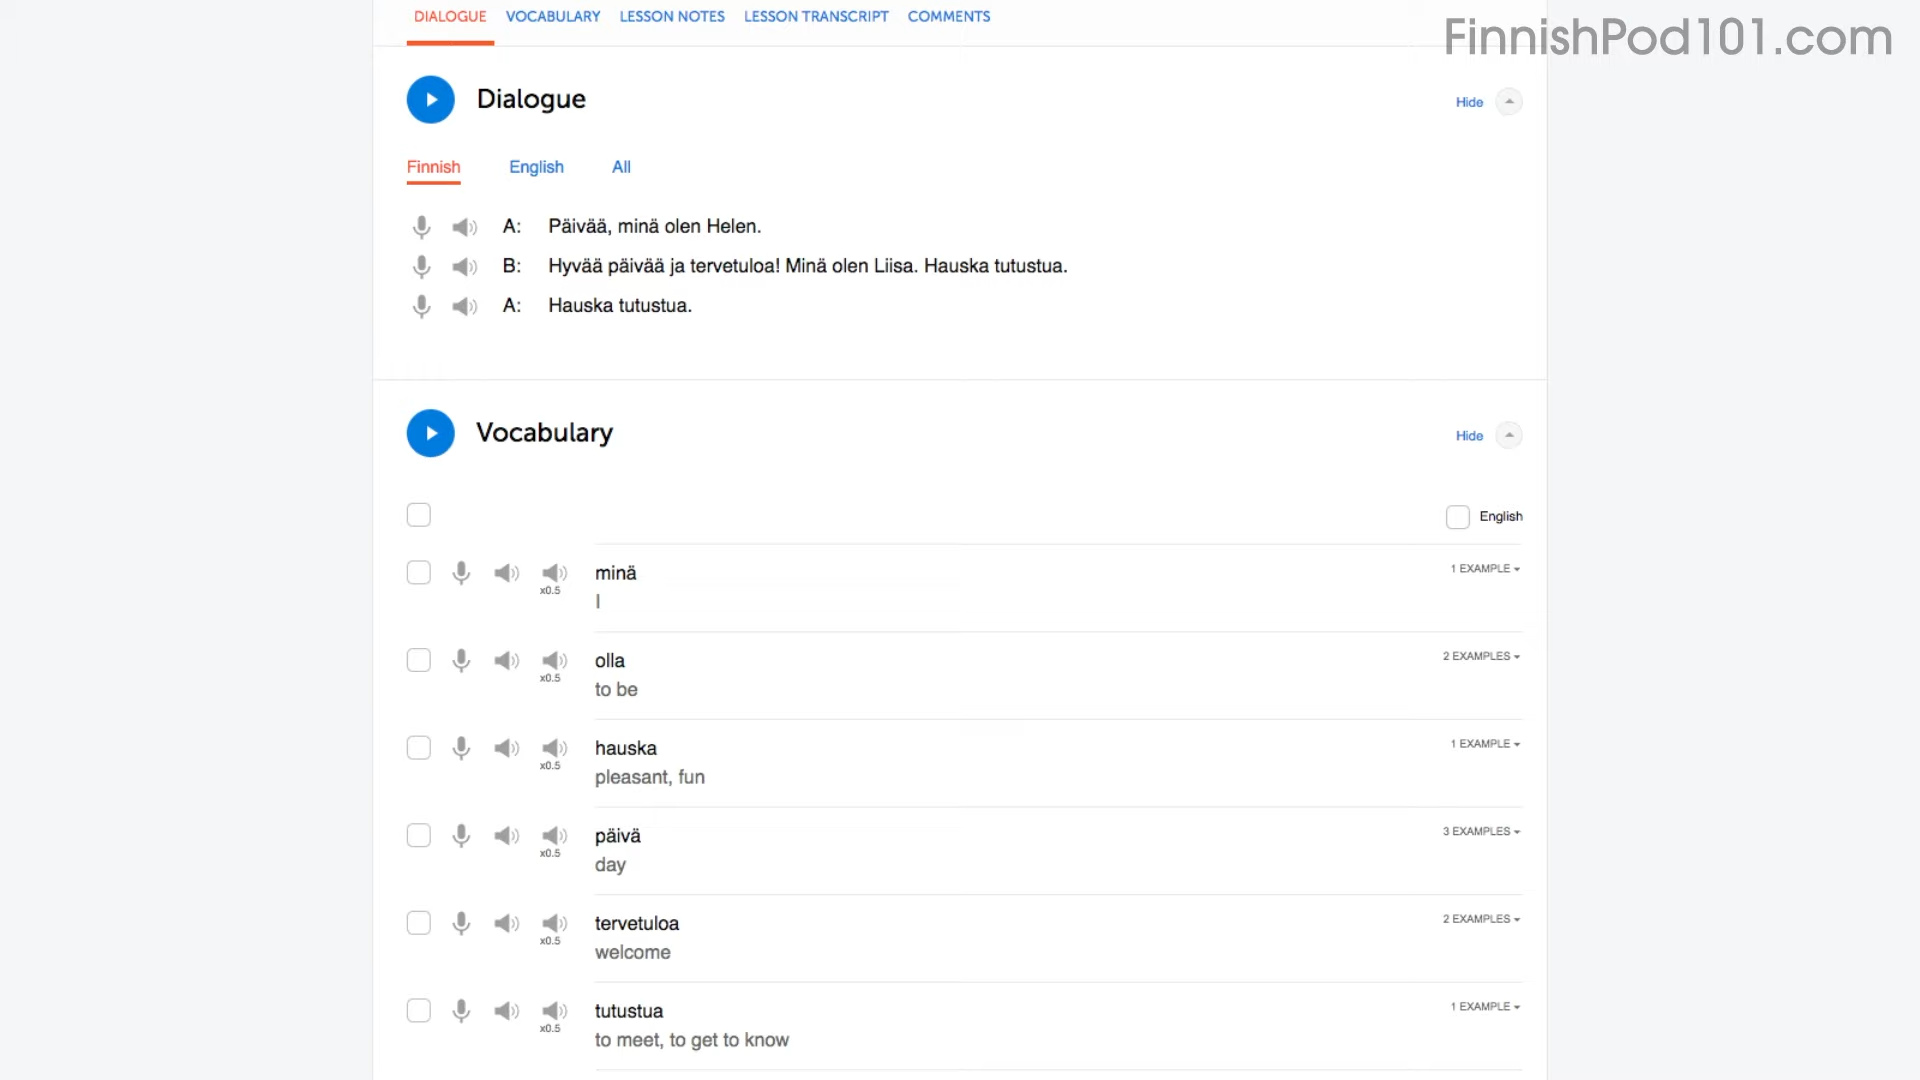 DIALOGUE VOCABULARY LESSON NOTES LESSON TRANSCRIPT COMMENTS
FinnishPod101.com
Dialogue
Hide
Finnish English All
A: Päivää, minä olen Helen.
B: Hyvää päivää ja tervetuloa! Minä olen Liisa. Hauska tutustua.
A: Hauska tutustua.
Vocabulary
Hide
English
minä
1 EXAMPLE
x0.5
I
olla
2 EXAMPLES
x0.5
to be
hauska
1 EXAMPLE
x0.5
pleasant, fun
päivä
3 EXAMPLES
x0.5
day
tervetuloa
2 EXAMPLES
x0.5
welcome
tutustua
1 EXAMPLE
x0.5
to meet, to get to know